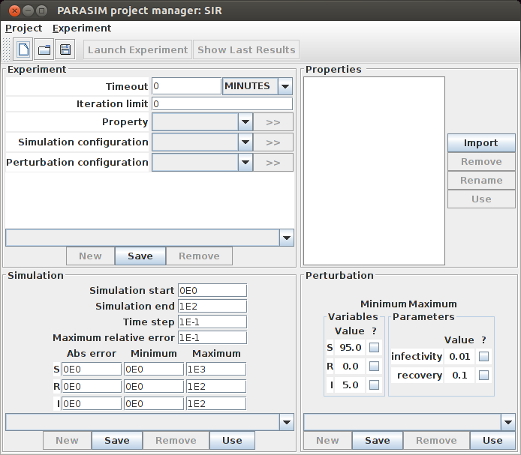 PARASIM project manager: SIR
Project Experiment
Launch Experiment Show Last Results
Experiment
Timeout 0 MINUTES
Iteration limit 0
Property >>
Simulation configuration >>
Perturbation configuration >>
New Save Remove
Properties
Import
Remove
Rename
Use
Simulation
Simulation start 0E0
Simulation end 1E2
Time step 1E-1
Maximum relative error 1E-1
Abs error Minimum Maximum
S 0E0 0E0 1E3
R 0E0 0E0 1E2
I 0E0 0E0 1E2
New Save Remove Use
Perturbation
Minimum Maximum
Variables
Value ?
S 95.0
R 0.0
I 5.0
Parameters
Value ?
infectivity 0.01
recovery 0.1
New Save Remove Use